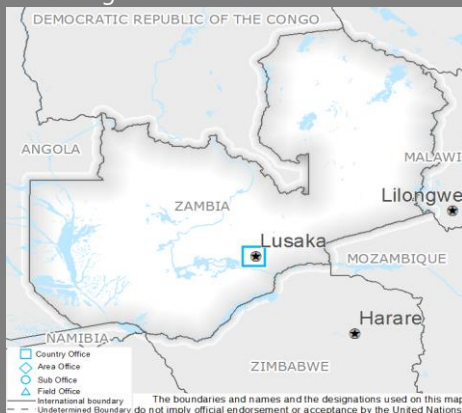 DEMOCRATIC REPUBLIC OF THE CONGO
ANGOLA
MALAWI
ZAMBIA
Lilongwe
Lusaka
MOZAMBIQUE
Harare
NAMIBIA
ZIMBABWE
Country Office
Area Office
Sub Office
Field Office
International boundary
Undetermined Boundary
The boundaries and names and the designations used on this map
do not imply official endorsement or acceptance by the United Nations